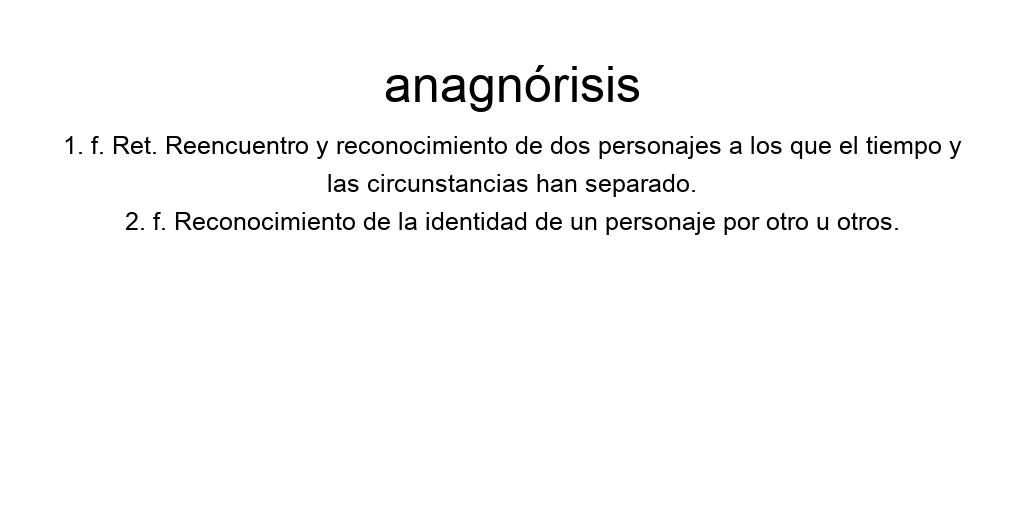 anagnórisis
1. f. Ret. Reencuentro y reconocimiento de dos personajes a los que el tiempo y
las circunstancias han separado.
2. f. Reconocimiento de la identidad de un personaje por otro u otros.